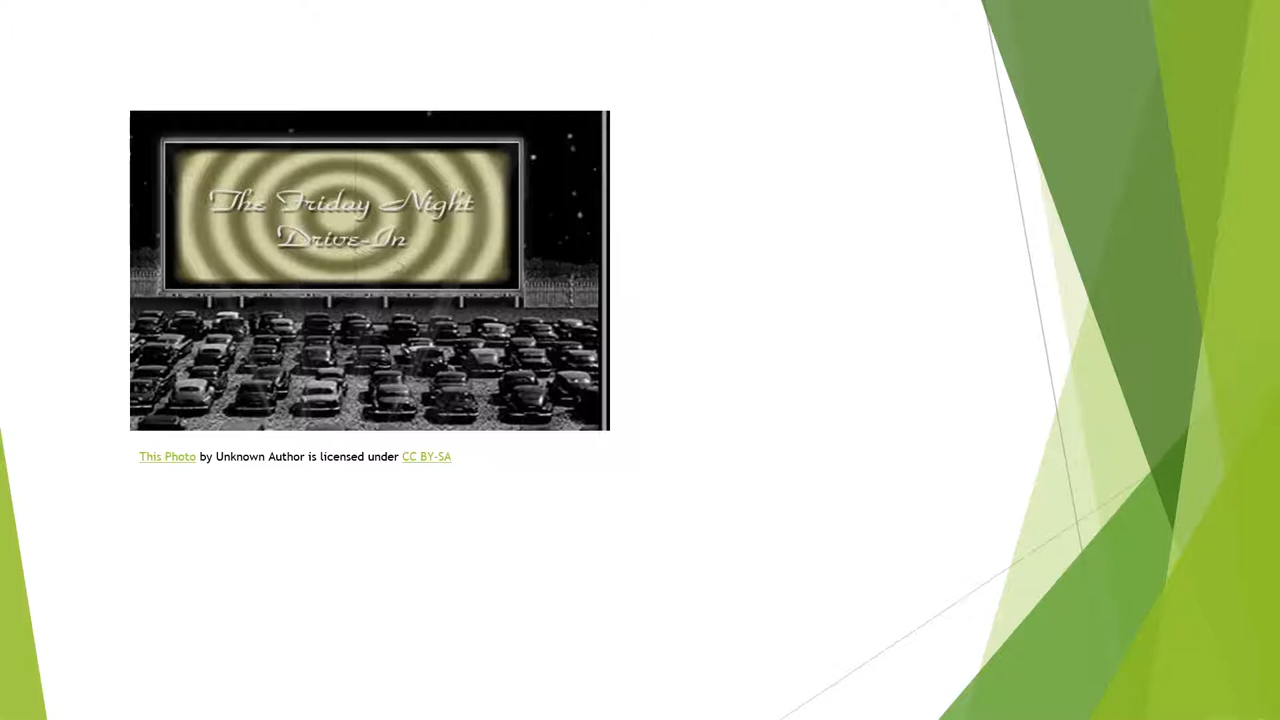 The Friday Night
Drive-In
This Photo by Unknown Author is licensed under CC BY-SA